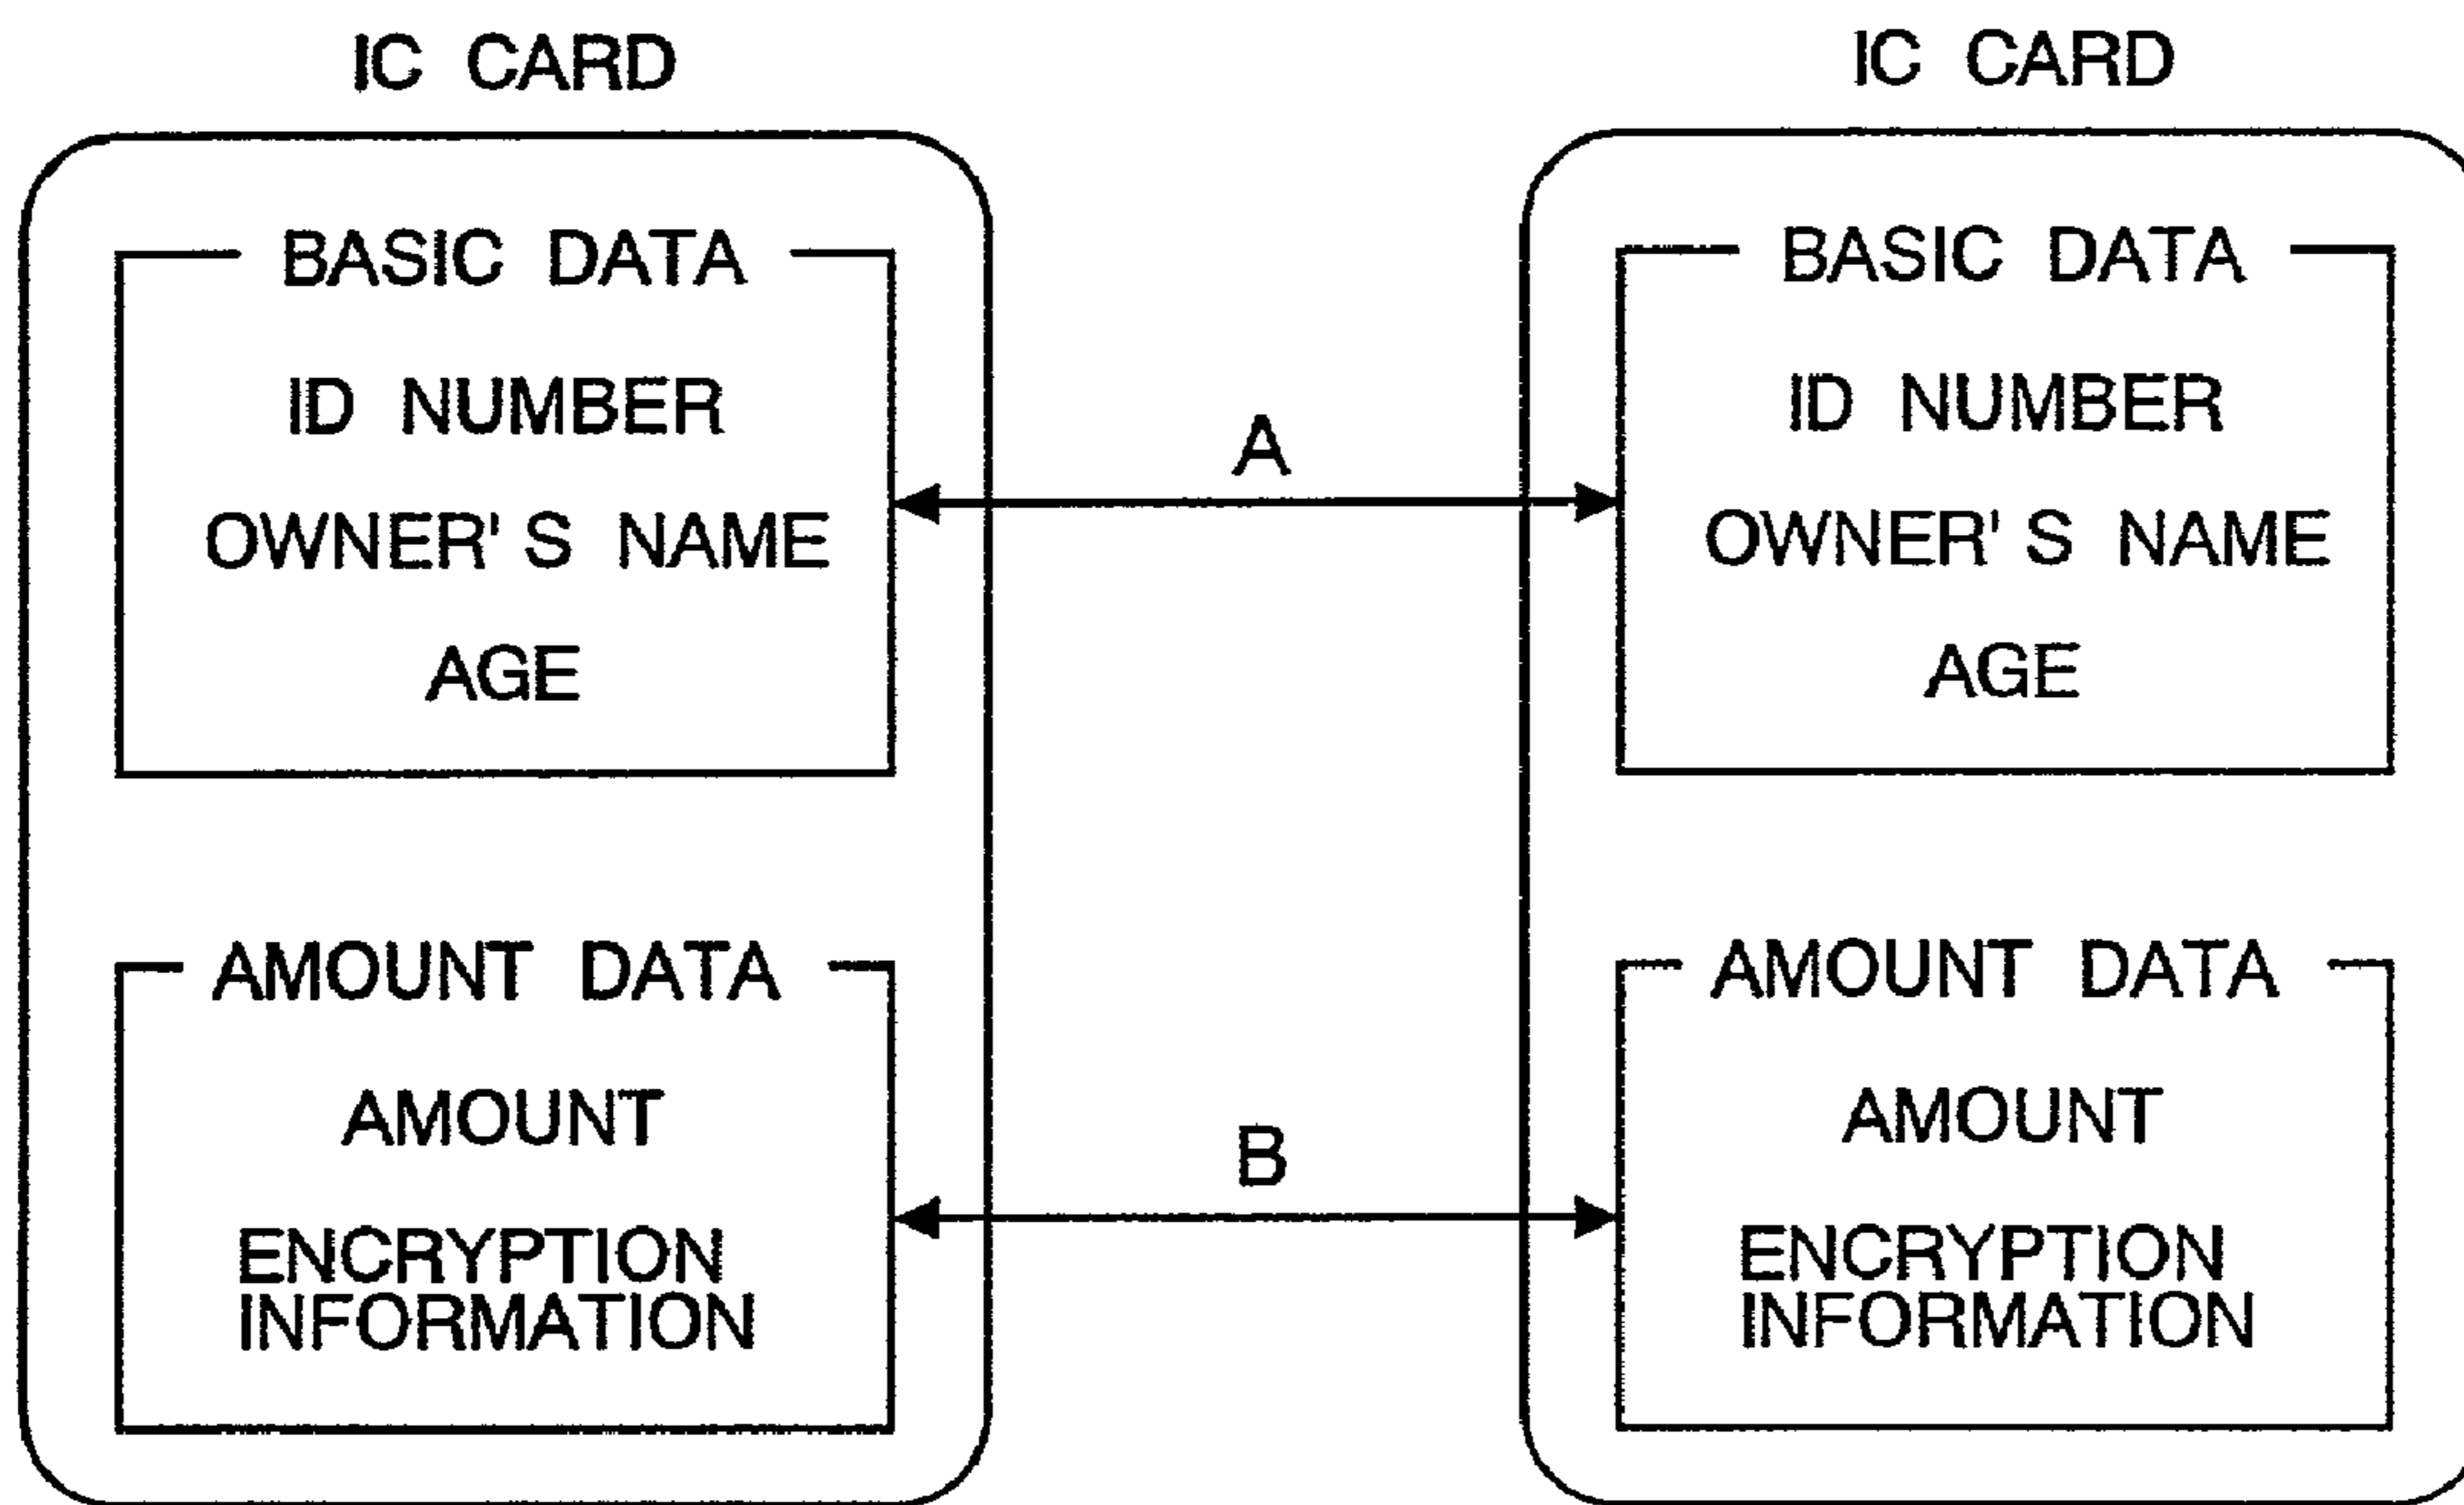 IC CARD
BASIC DATA
ID NUMBER
OWNER'S NAME
AGE
AMOUNT DATA
AMOUNT
ENCRYPTION
INFORMATION
A
B
IC CARD
BASIC DATA
ID NUMBER
OWNER'S NAME
AGE
AMOUNT DATA
AMOUNT
ENCRYPTION
INFORMATION